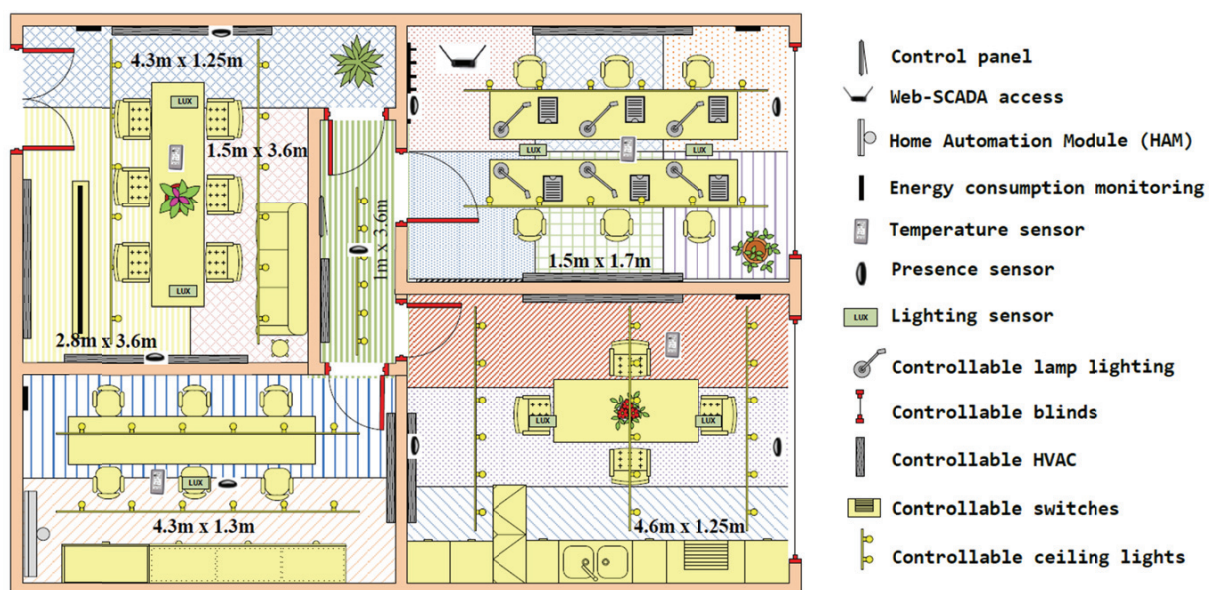 4.3m x 1.25m
LUX
1.5m x 3.6m
LUX
2.8m x 3.6m
1m x 3.6m
LUX
LUX
1.5m x 1.7m
LUX
LUX
LUX
4.3m x 1.3m
4.6m x 1.25m
Control panel
Web-SCADA access
Home Automation Module (HAM)
Energy consumption monitoring
Temperature sensor
Presence sensor
LUX Lighting sensor
Controllable lamp lighting
Controllable blinds
Controllable HVAC
Controllable switches
Controllable ceiling lights